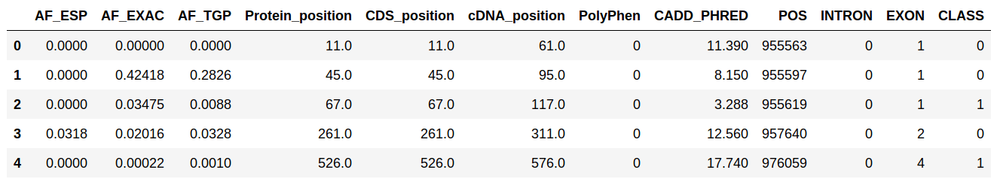 AF_ESP AF_EXAC AF_TGP Protein_position CDS_position cDNA_position PolyPhen CADD_PHRED POS INTRON EXON CLASS
0 0.0000 0.00000 0.0000 11.0 11.0 61.0 0 11.390 955563 0 1 0
1 0.0000 0.42418 0.2826 45.0 45.0 95.0 0 8.150 955597 0 1 0
2 0.0000 0.03475 0.0088 67.0 67.0 117.0 0 3.288 955619 0 1 1
3 0.0318 0.02016 0.0328 261.0 261.0 311.0 0 12.560 957640 0 2 0
4 0.0000 0.00022 0.0010 526.0 526.0 576.0 0 17.740 976059 0 4 1